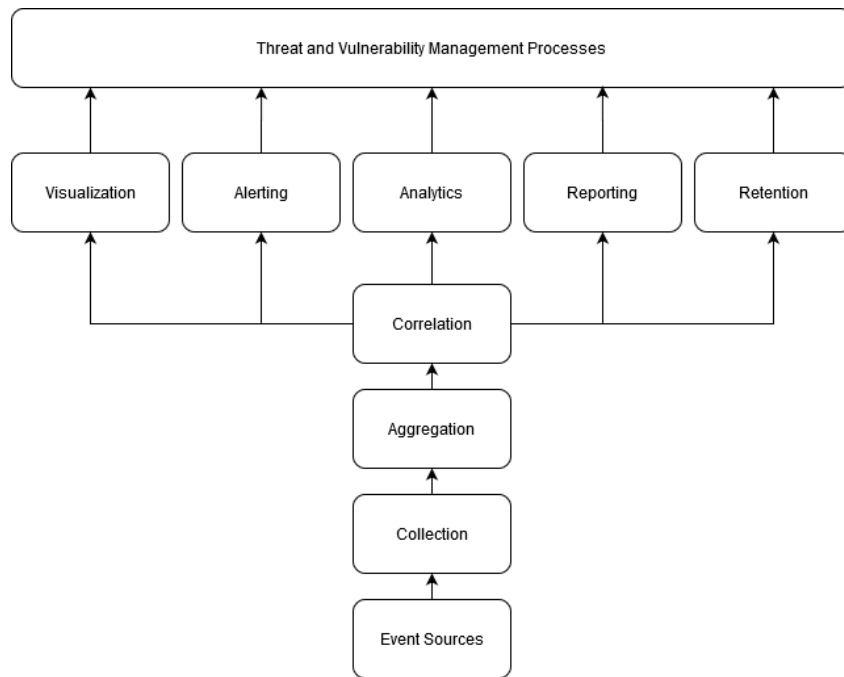 Threat and Vulnerability Management Processes
Visualization
Alerting
Analytics
Reporting
Retention
Correlation
Aggregation
Collection
Event Sources